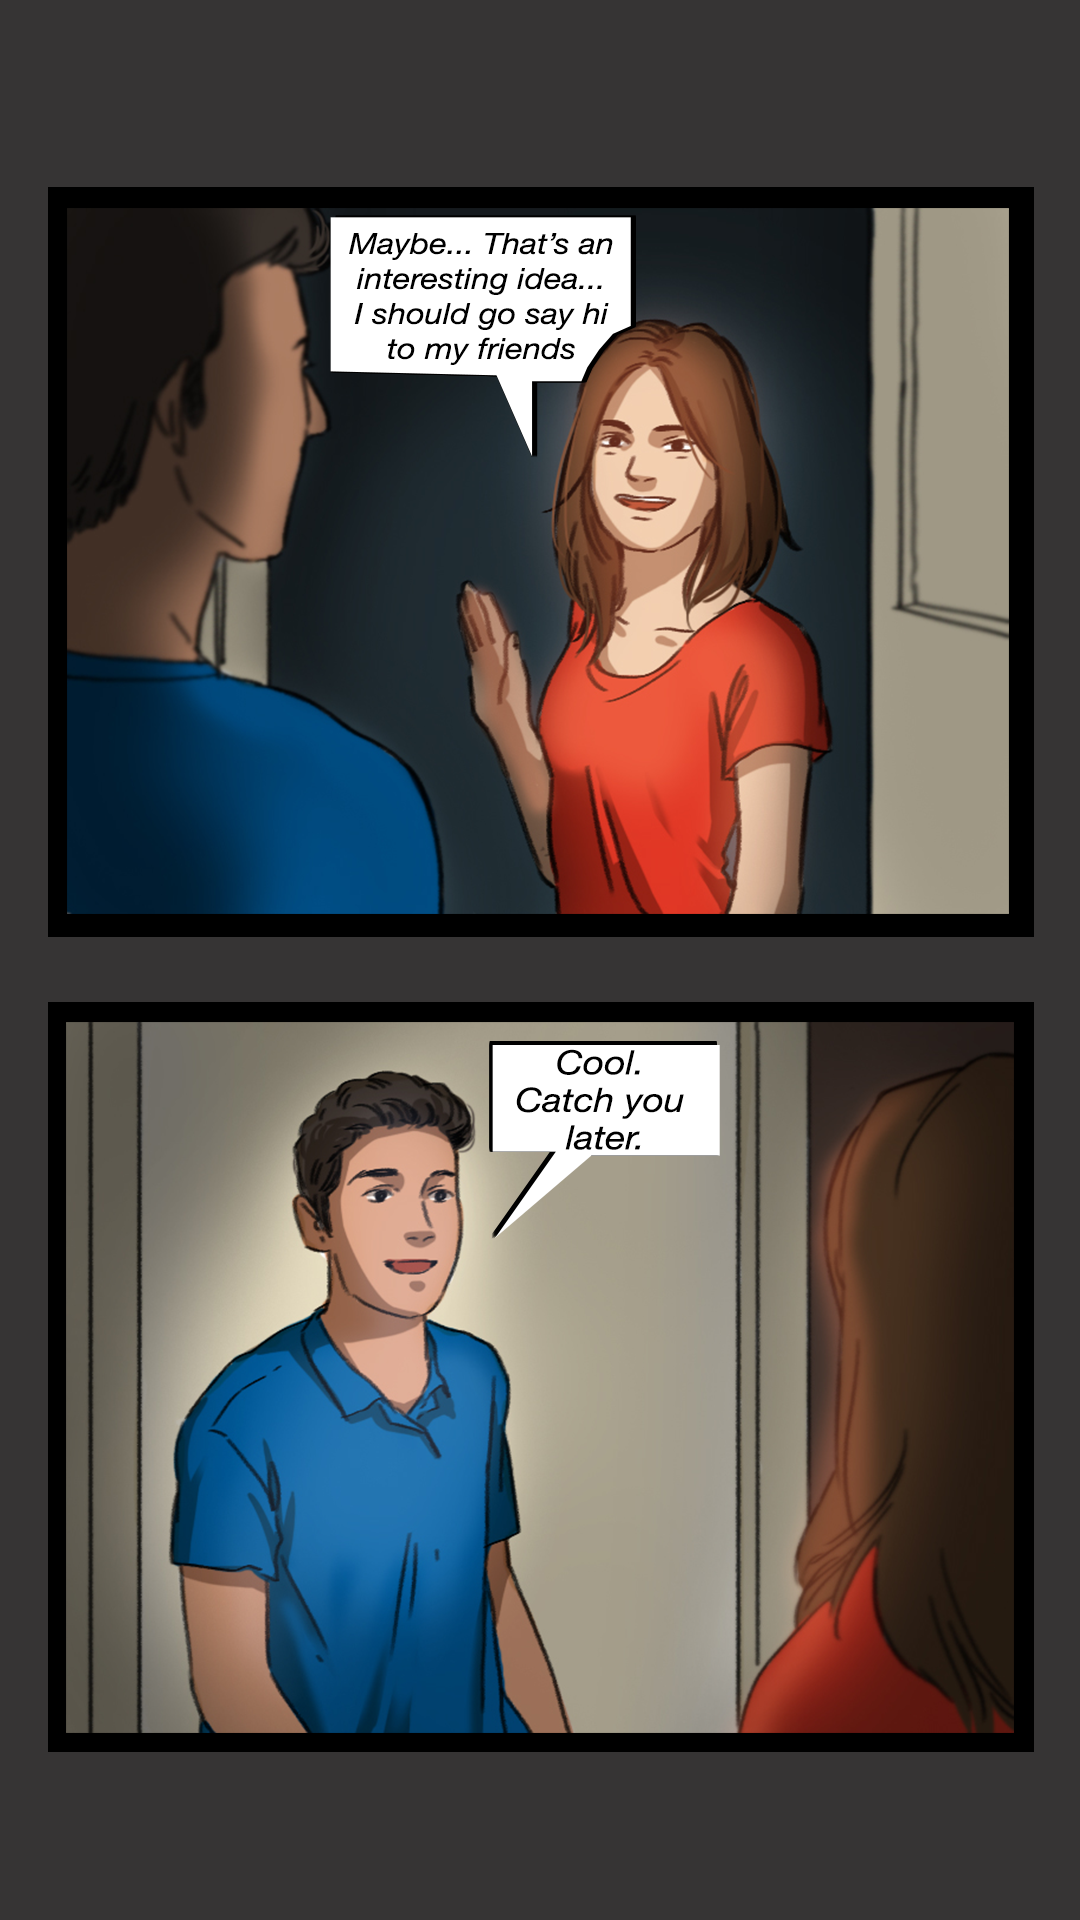 Maybe... That's an
interesting idea...
I should go say hi
to my friends
Cool.
Catch you
later.